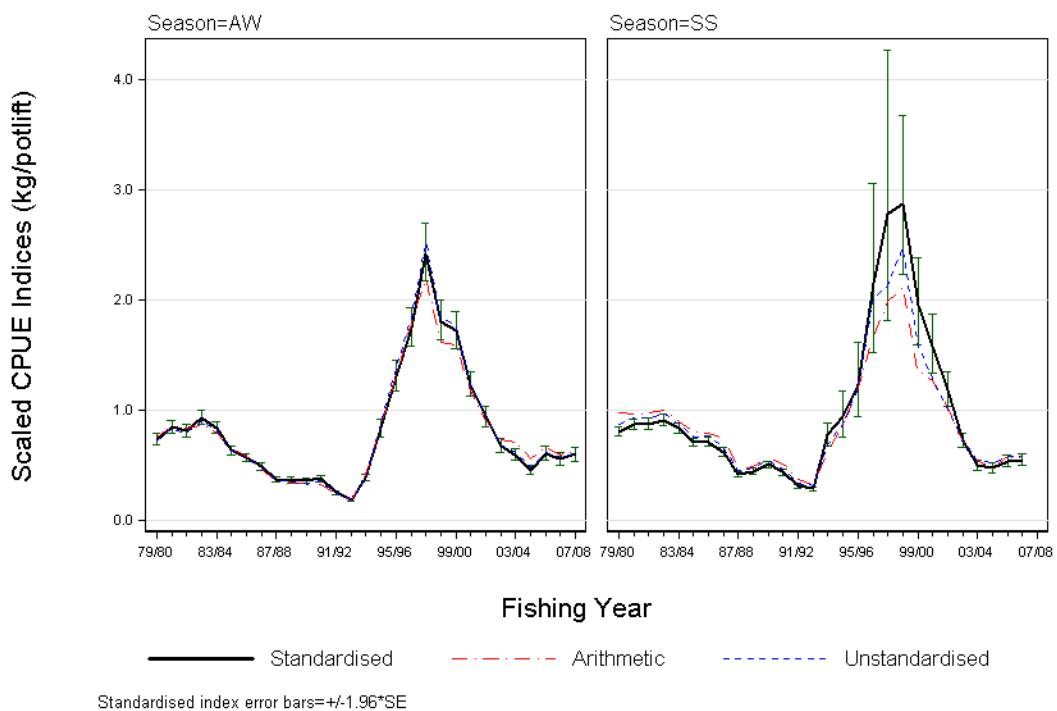 Season=AW
Season=SS
Scaled CPUE Indices (kg/potlift)
4.0
3.0
2.0
1.0
0.0
79/80 83/84 87/88 91/92 95/96 99/00 03/04 07/08
79/80 83/84 87/88 91/92 95/96 99/00 03/04 07/08
Fishing Year
Standardised Arithmetic Unstandardised
Standardised index error bars=+/-1.96*SE